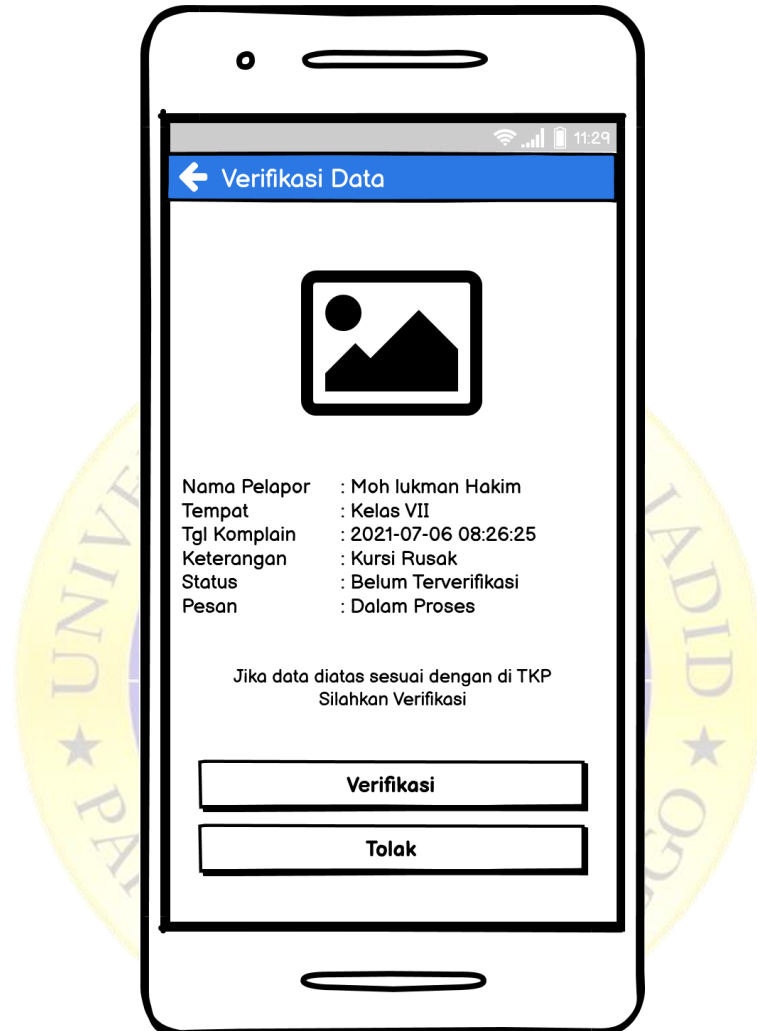 11:29
Verifikasi Data
Nama Pelapor : Moh lukman Hakim
Tempat : Kelas VII
Tgl Komplain : 2021-07-06 08:26:25
Keterangan : Kursi Rusak
Status : Belum Terverifikasi
Pesan : Dalam Proses
Jika data diatas sesuai dengan di TKP
Silahkan Verifikasi
Verifikasi
Tolak